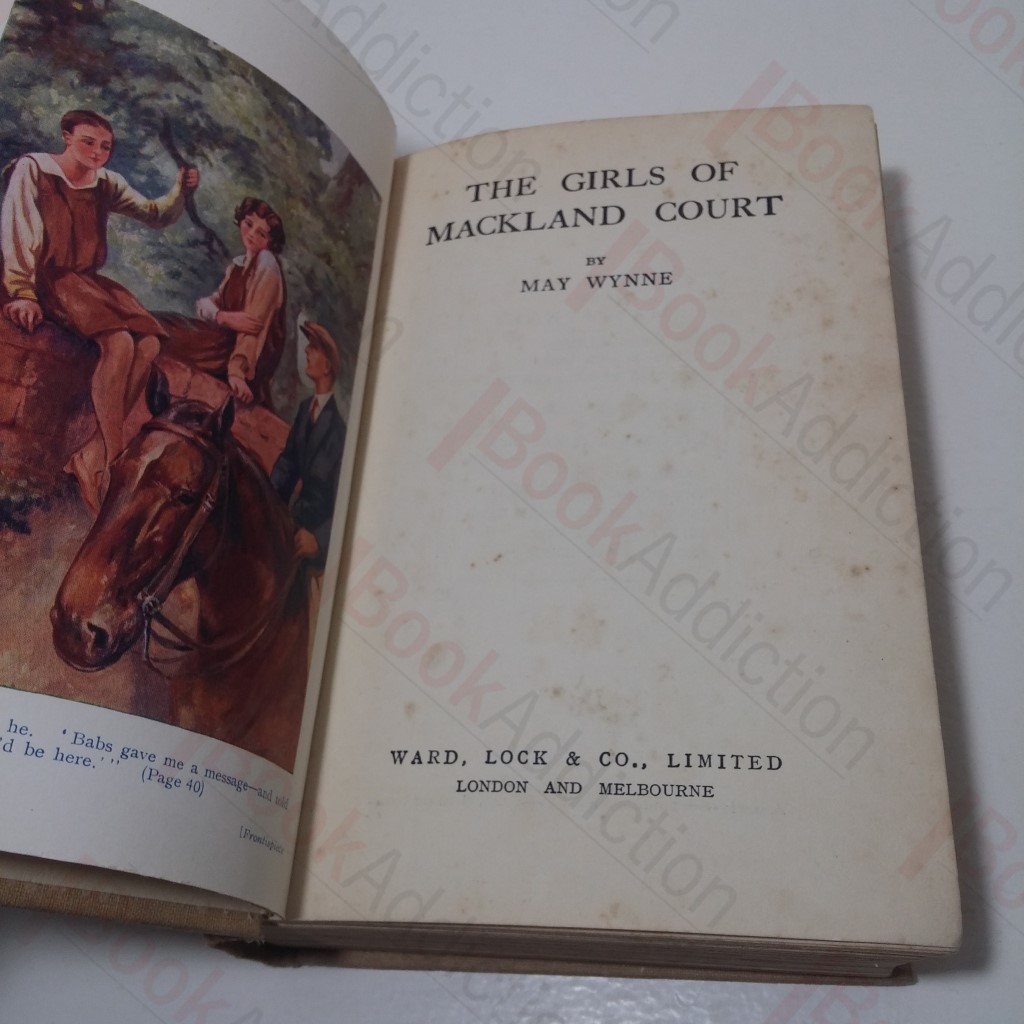 he. 'Babs gave me a message—and told
'd be here.' " (Page 40)
[Frontispiece
THE GIRLS OF
MACKLAND COURT
BY
MAY WYNNE
WARD, LOCK & CO., LIMITED
LONDON AND MELBOURNE
BookAddiction